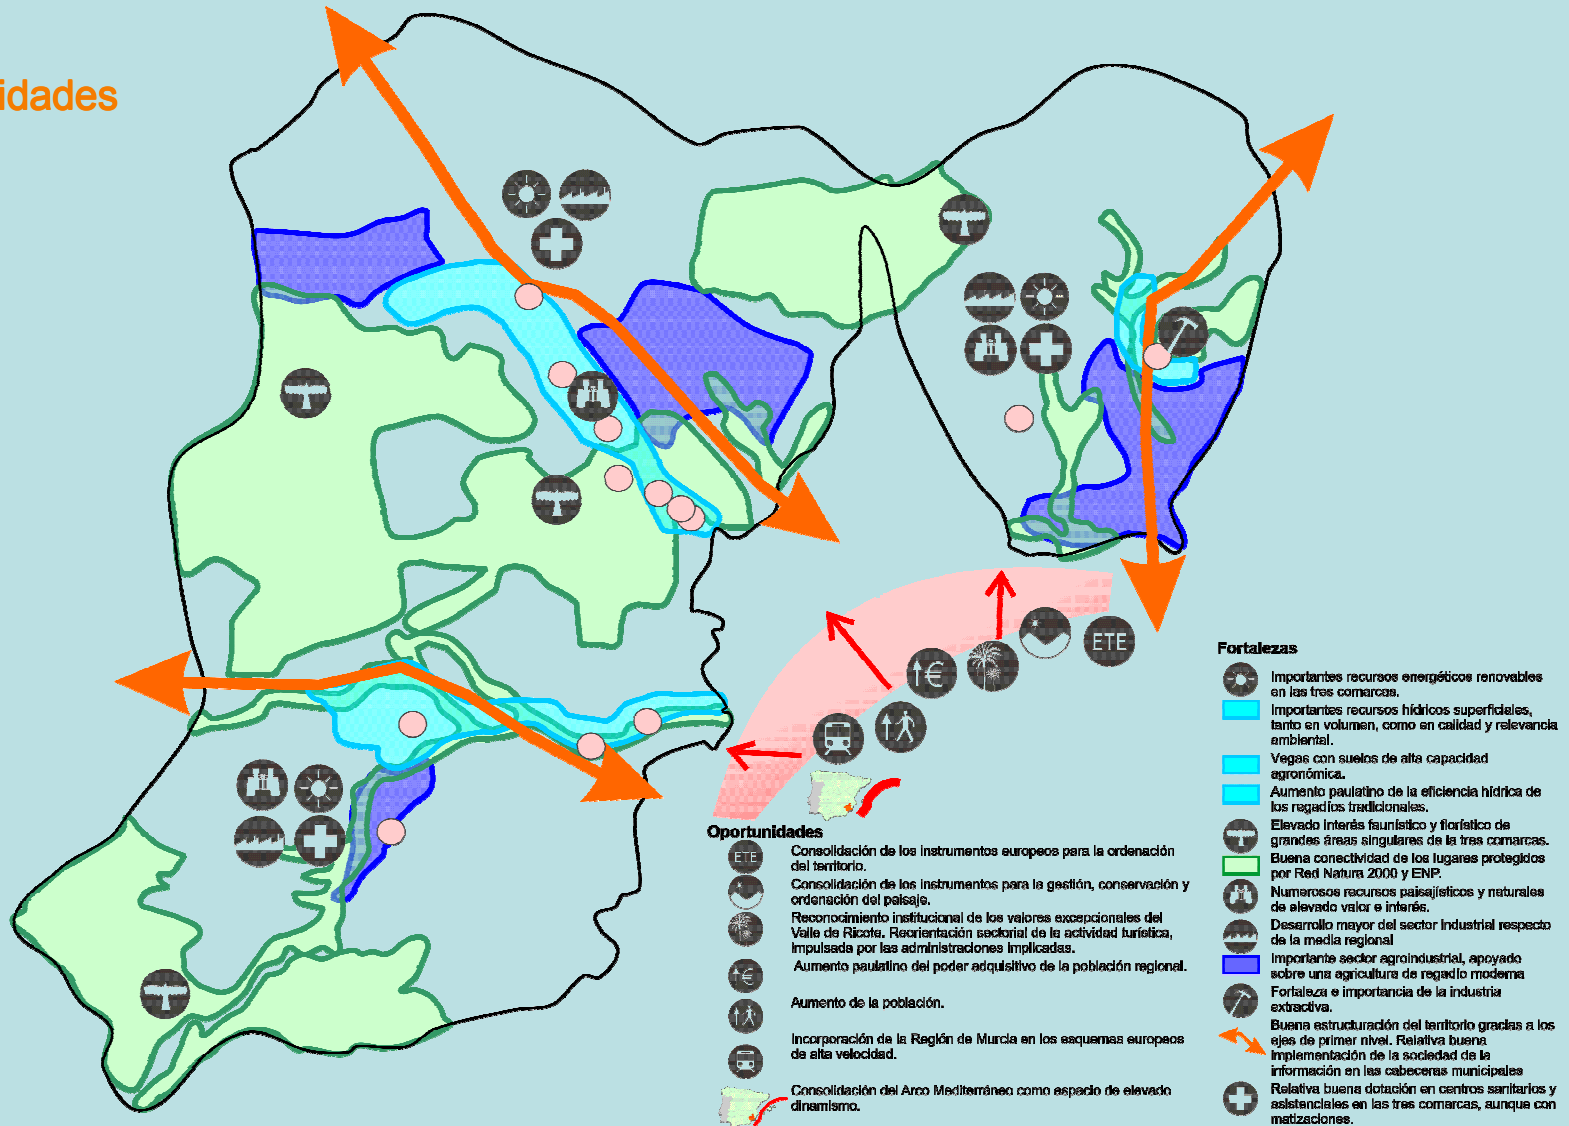 idades
ETE
Oportunidades
ETE
Consolidación de los instrumentos europeos para la ordenación
del territorio.
Consolidación de los instrumentos para la gestión, conservación y
ordenación del paisaje.
Reconocimiento institucional de los valores excepcionales del
Valle de Ricote. Reorientación sectorial de la actividad turística,
impulsada por las administraciones implicadas.
Aumento paulatino del poder adquisitivo de la población regional.
Aumento de la población.
Incorporación de la Región de Murcia en los esquemas europeos
de alta velocidad.
Consolidación del Arco Mediterráneo como espacio de elevado
dinamismo.
Fortalezas
Importantes recursos energéticos renovables
en las tres comarcas.
Importantes recursos hídricos superficiales,
tanto en volumen, como en calidad y relevancia
ambiental.
Vegas con suelos de alta capacidad
agronómica.
Aumento paulatino de la eficiencia hídrica de
los regadíos tradicionales.
Elevado interés faunístico y florístico de
grandes áreas singulares de la tres comarcas.
Buena conectividad de los lugares protegidos
por Red Natura 2000 y ENP.
Numerosos recursos paisajísticos y naturales
de elevado valor e interés.
Desarrollo mayor del sector industrial respecto
de la media regional
Importante sector agroindustrial, apoyado
sobre una agricultura de regadío moderna
Fortaleza e importancia de la industria
extractiva.
Buena estructuración del territorio gracias a los
ejes de primer nivel. Relativa buena
implementación de la sociedad de la
información en las cabeceras municipales
Relativa buena dotación en centros sanitarios y
asistenciales en las tres comarcas, aunque con
matizaciones.